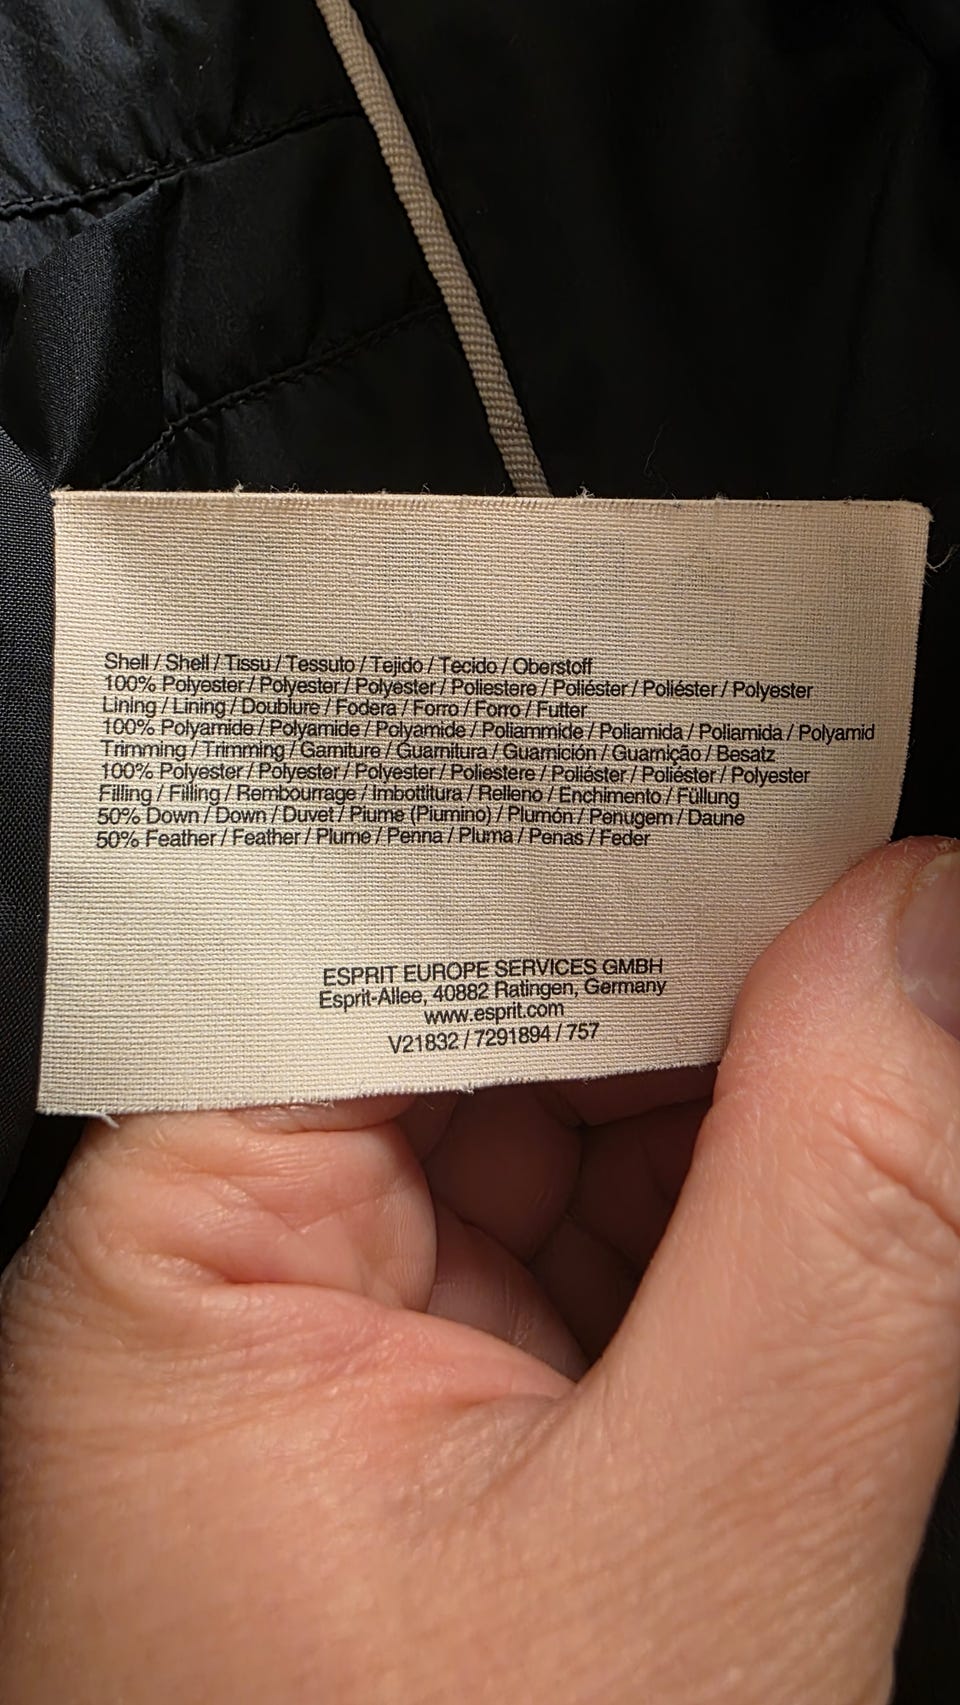 Shell / Shell / Tissu / Tessuto / Tejido / Tecido / Oberstoff
100% Polyester / Polyester / Polyester / Poliestere / Poliéster / Poliéster / Polyester
Lining / Lining / Doublure / Fodera / Forro / Forro / Futter
100% Polyamide / Polyamide / Polyamide / Poliammide / Poliamida / Poliamida / Polyamid
Trimming / Trimming / Garniture / Guarnitura / Guarnición / Guarnição / Besatz
100% Polyester / Polyester / Polyester / Poliestere / Poliéster / Poliéster / Polyester
Filling / Filling / Rembourrage / Imbottitura / Relleno / Enchimento / Füllung
50% Down / Down / Duvet / Piume (Piumino) / Plumón / Penugem / Daune
50% Feather / Feather / Plume / Penna / Pluma / Penas / Feder
ESPRIT EUROPE SERVICES GMBH
Esprit-Allee, 40882 Ratingen, Germany
www.esprit.com
V21832 / 7291894 / 757